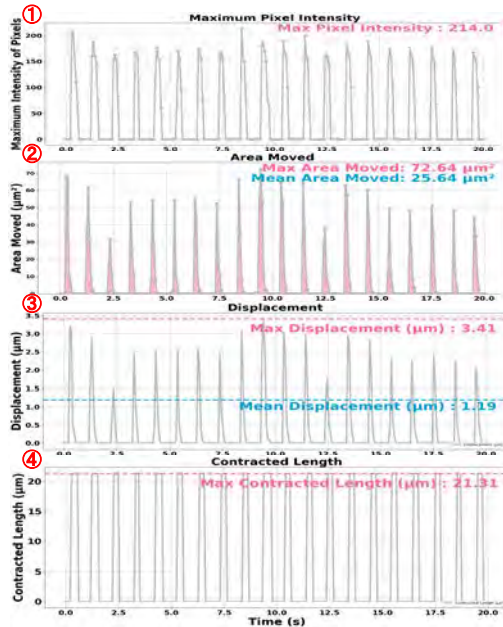 ①
Maximum Pixel Intensity
Max Pixel Intensity : 214.0
Maximum Intensity of Pixels
200
150
100
50
0
0.0 2.5 5.0 7.5 10.0 12.5 15.0 17.5 20.0
②
Area Moved
Max Area Moved: 72.64 μm²
Mean Area Moved: 25.64 μm²
Area Moved (μm²)
70
60
50
40
30
20
10
0
0.0 2.5 5.0 7.5 10.0 12.5 15.0 17.5 20.0
③
Displacement
Max Displacement (μm) : 3.41
Mean Displacement (μm) : 1.19
Displacement (μm)
3.5
3.0
2.5
2.0
1.5
1.0
0.5
0.0
0.0 2.5 5.0 7.5 10.0 12.5 15.0 17.5 20.0
④
Contracted Length
Max Contracted Length (μm) : 21.31
Contracted Length (μm)
20
15
10
5
0
0.0 2.5 5.0 7.5 10.0 12.5 15.0 17.5 20.0
Time (s)